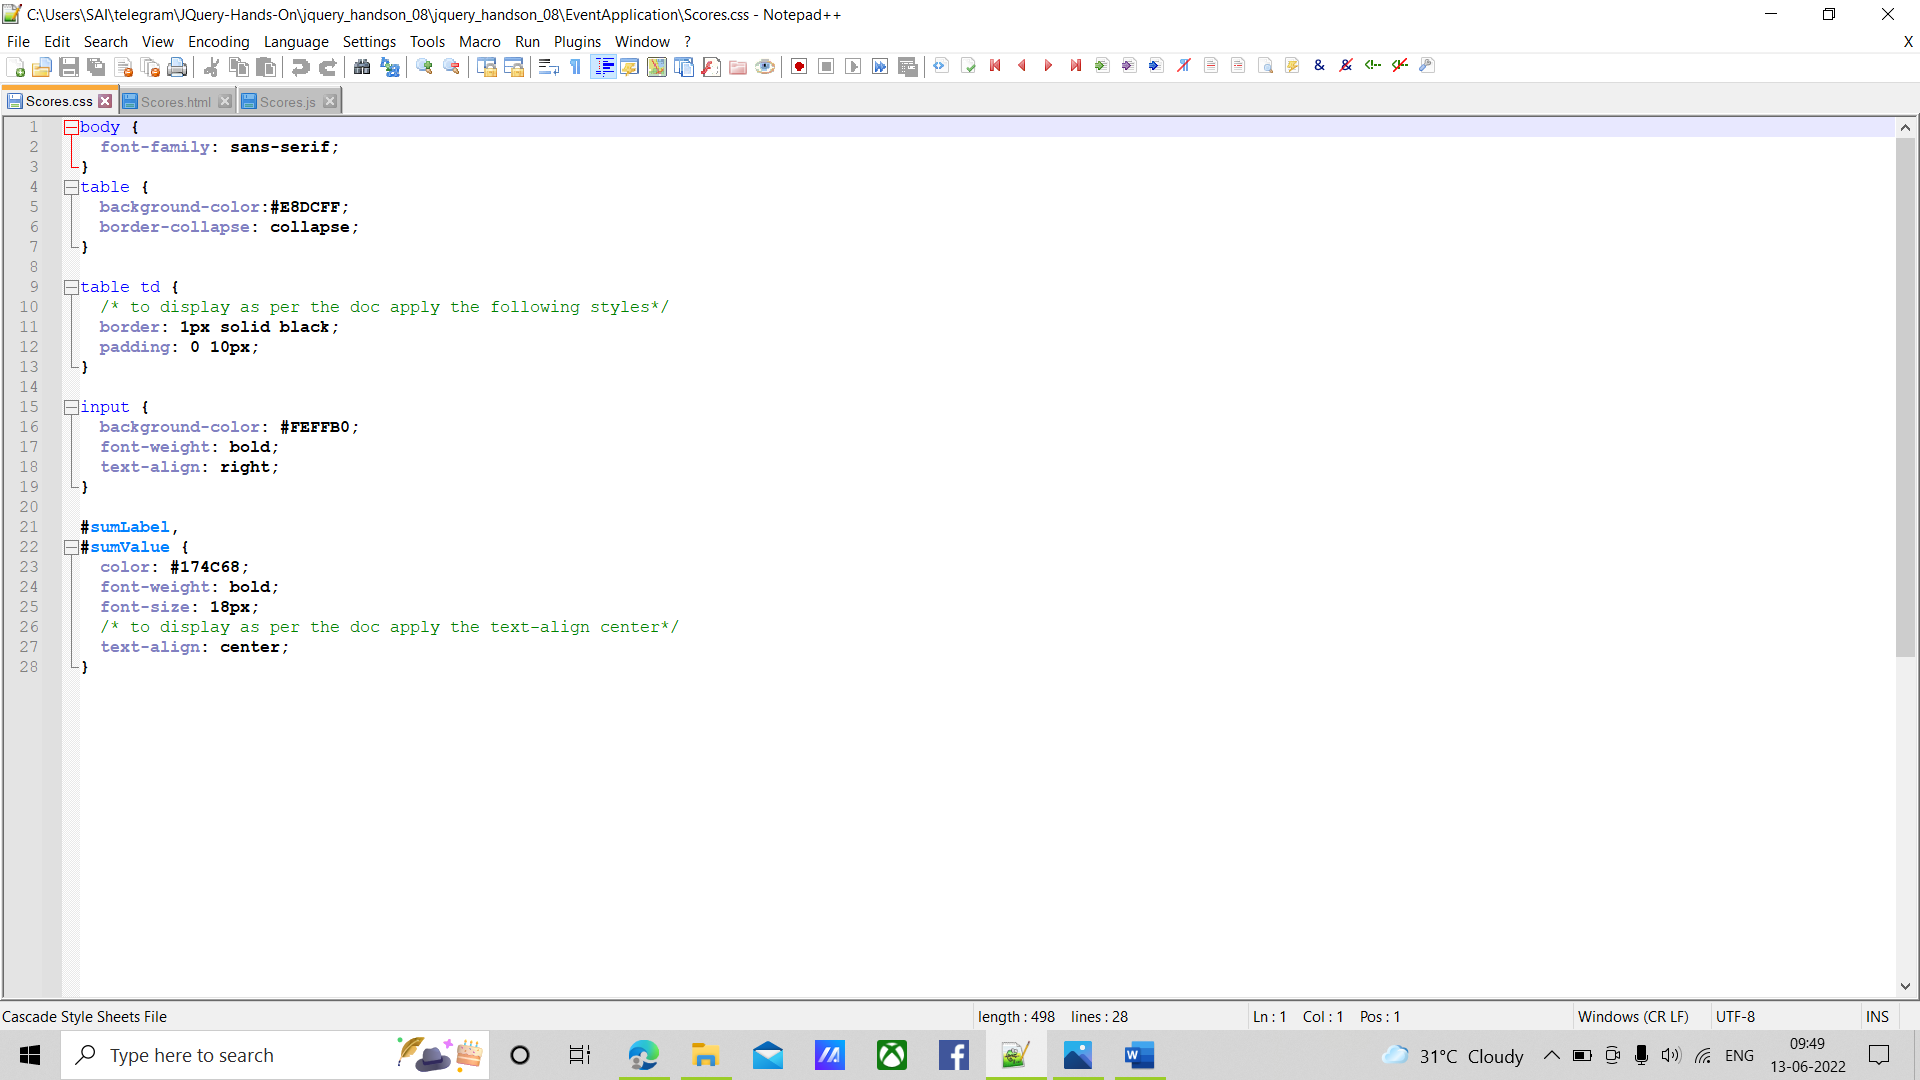 C:\Users\SAI\telegram\JQuery-Hands-On\jquery_handson_08\jquery_handson_08\EventApplication\Scores.css - Notepad++
File Edit Search View Encoding Language Settings Tools Macro Run Plugins Window ? X
Scores.css Scores.html Scores.js
1 body {
2 font-family: sans-serif;
3 }
4 table {
5 background-color:#E8DCFF;
6 border-collapse: collapse;
7 }
8
9 table td {
10 /* to display as per the doc apply the following styles*/
11 border: 1px solid black;
12 padding: 0 10px;
13 }
14
15 input {
16 background-color: #FEFFB0;
17 font-weight: bold;
18 text-align: right;
19 }
20
21 #sumLabel,
22 #sumValue {
23 color: #174C68;
24 font-weight: bold;
25 font-size: 18px;
26 /* to display as per the doc apply the text-align center*/
27 text-align: center;
28 }
Cascade Style Sheets File length : 498 lines : 28 Ln : 1 Col : 1 Pos : 1 Windows (CR LF) UTF-8 INS
Type here to search 31°C Cloudy ENG 09:49
13-06-2022